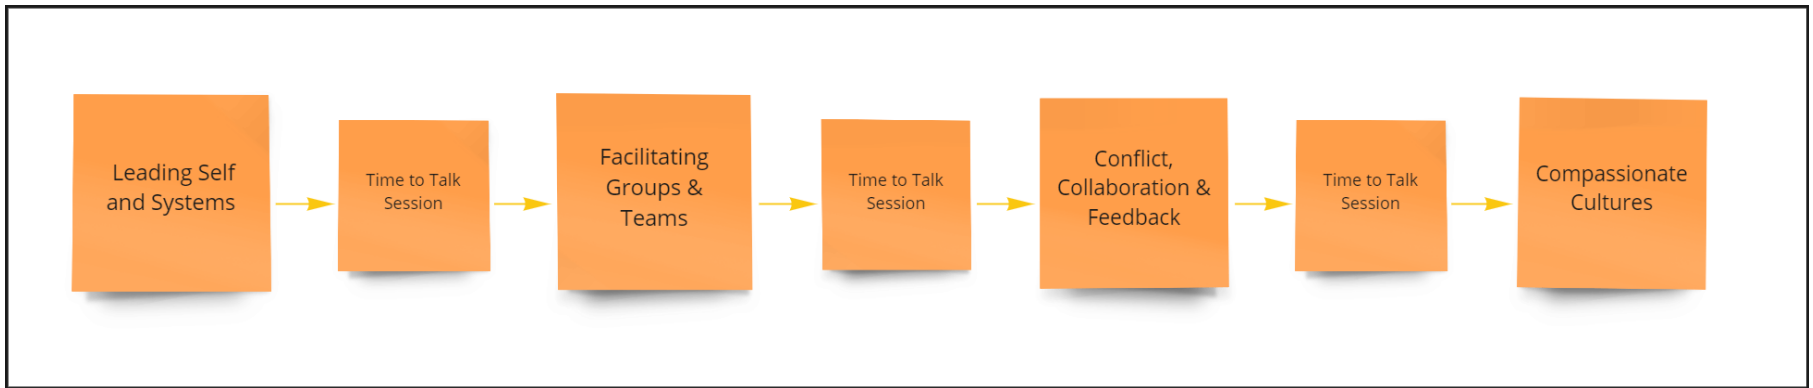 Leading Self
and Systems
Time to Talk
Session
Facilitating
Groups &
Teams
Time to Talk
Session
Conflict,
Collaboration &
Feedback
Time to Talk
Session
Compassionate
Cultures